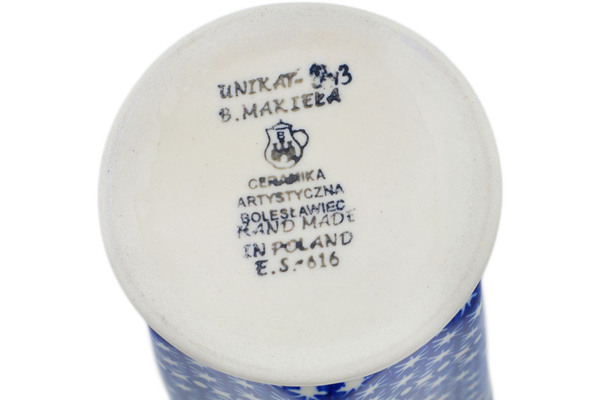 UNIKAT-
B. MAKIEŁA
CERAMIKA
ARTYSTYCZNA
BOLESŁAWIEC
HAND MADE
IN POLAND
E.S.-616